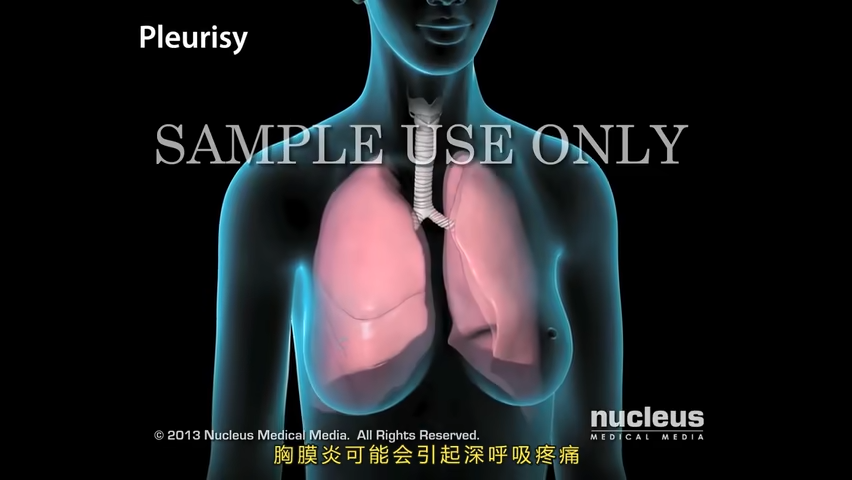 Pleurisy
SAMPLE USE ONLY
nucleus
MEDICAL MEDIA
© 2013 Nucleus Medical Media. All Rights Reserved.
胸膜炎可能会引起深呼吸疼痛